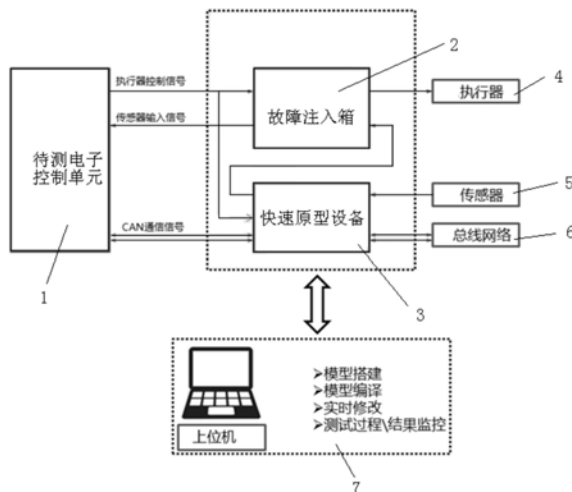 2
执行器控制信号
执行器
4
故障注入箱
传感器输入信号
待测电子
控制单元
传感器
5
快速原型设备
CAN通信信号
总线网络
6
1
3
➢模型搭建
➢模型编译
➢实时修改
➢测试过程\结果监控
上位机
7